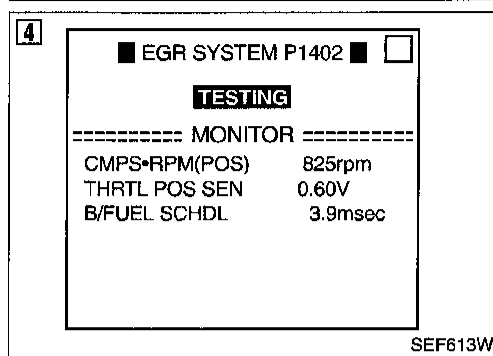 4
■ EGR SYSTEM P1402 ■
TESTING
========= MONITOR =========
CMPS•RPM(POS) 825rpm
THRTL POS SEN 0.60V
B/FUEL SCHDL 3.9msec
SEF613W